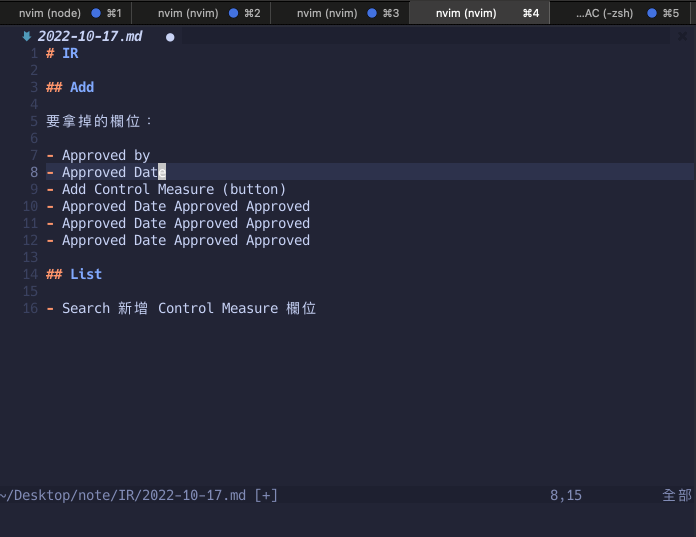 nvim (node) ⌘1 nvim (nvim) ⌘2 nvim (nvim) ⌘3 nvim (nvim) ⌘4 ...AC (-zsh) ⌘5
2022-10-17.md ●
1 # IR
2
3 ## Add
4
5 要拿掉的欄位：
6
7 - Approved by
8 - Approved Date
9 - Add Control Measure (button)
10 - Approved Date Approved Approved
11 - Approved Date Approved Approved
12 - Approved Date Approved Approved
13
14 ## List
15
16 - Search 新增 Control Measure 欄位
~/Desktop/note/IR/2022-10-17.md [+] 8,15 全部